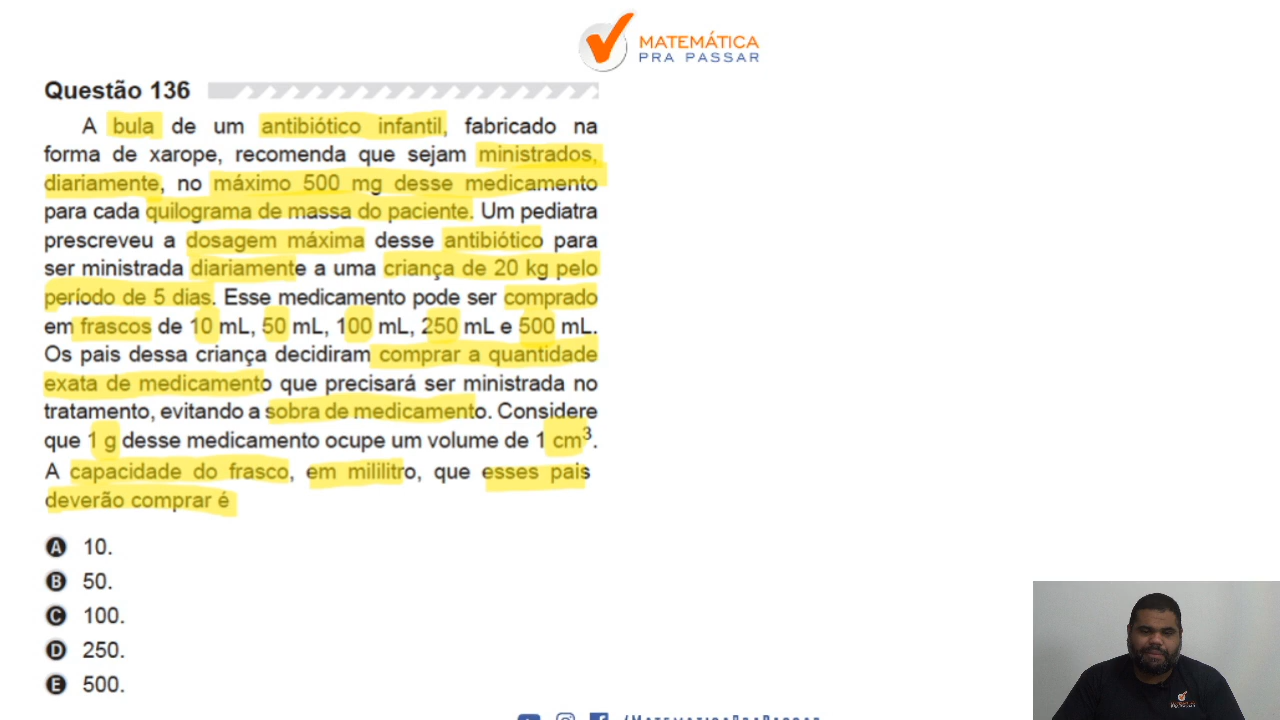 MATEMÁTICA
PRA PASSAR
Questão 136
A bula de um antibiótico infantil, fabricado na
forma de xarope, recomenda que sejam ministrados,
diariamente, no máximo 500 mg desse medicamento
para cada quilograma de massa do paciente. Um pediatra
prescreveu a dosagem máxima desse antibiótico para
ser ministrada diariamente a uma criança de 20 kg pelo
período de 5 dias. Esse medicamento pode ser comprado
em frascos de 10 mL, 50 mL, 100 mL, 250 mL e 500 mL.
Os pais dessa criança decidiram comprar a quantidade
exata de medicamento que precisará ser ministrada no
tratamento, evitando a sobra de medicamento. Considere
que 1 g desse medicamento ocupe um volume de 1 cm³.
A capacidade do frasco, em mililitro, que esses pais
deverão comprar é
A 10.
B 50.
C 100.
D 250.
E 500.
/MATEMATICAPRAPASSAR